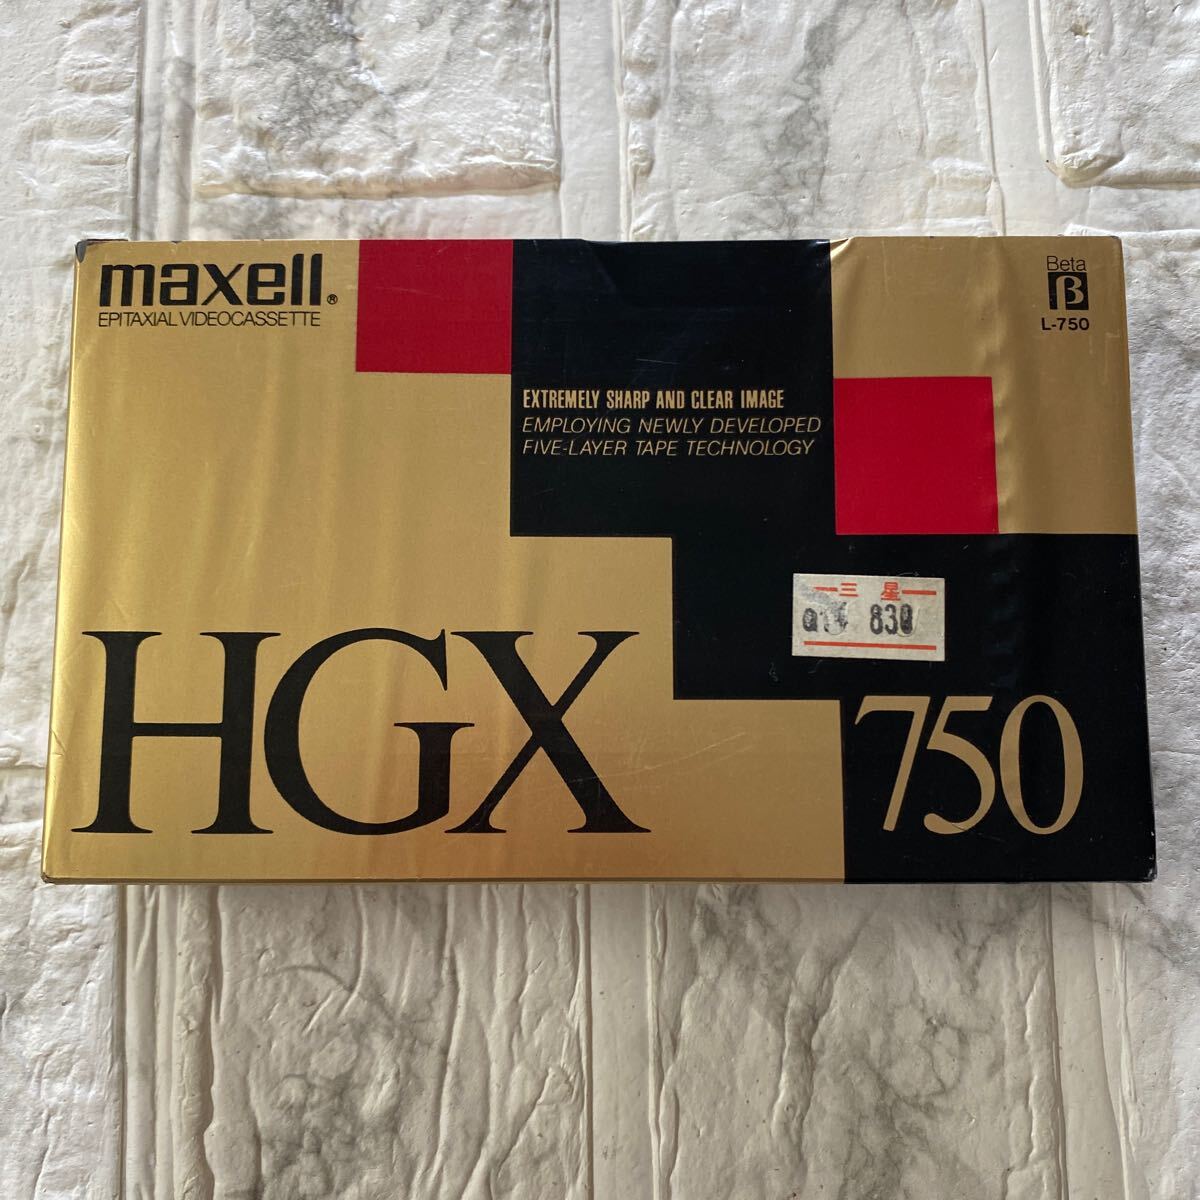 maxell®
EPITAXIAL VIDEOCASSETTE
Beta
β
L-750
EXTREMELY SHARP AND CLEAR IMAGE
EMPLOYING NEWLY DEVELOPED
FIVE-LAYER TAPE TECHNOLOGY
三星
830
HGX
750